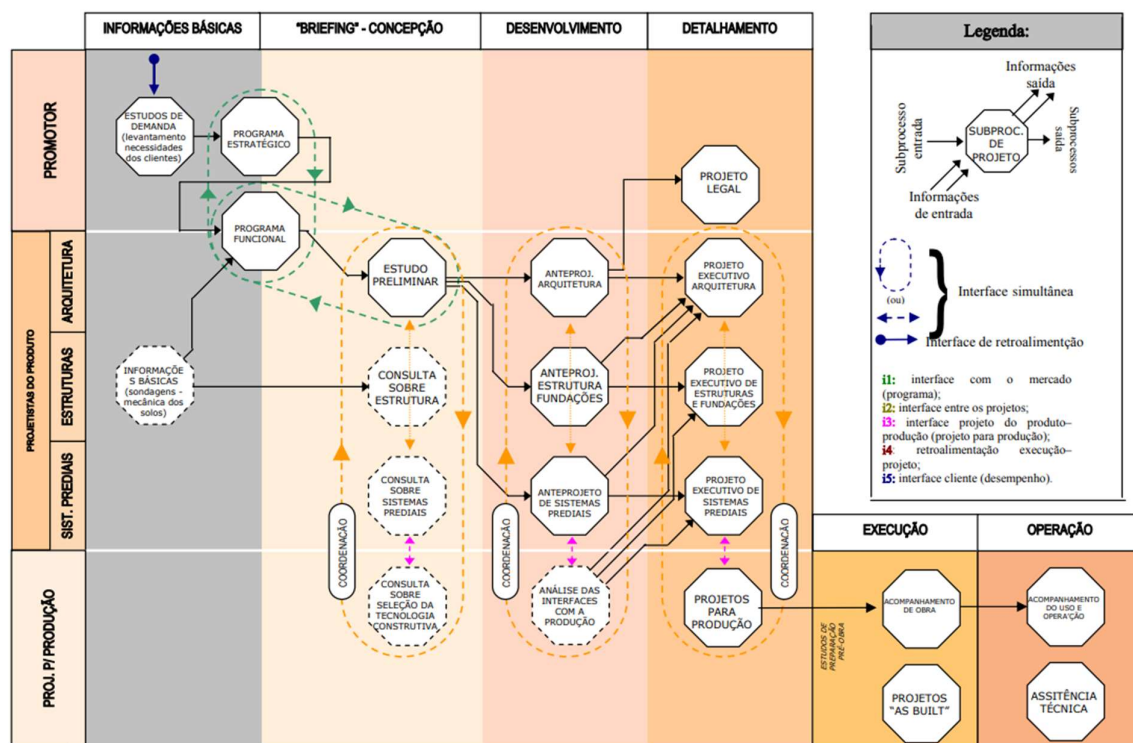 INFORMAÇÕES BÁSICAS
"BRIEFING" - CONCEPÇÃO
DESENVOLVIMENTO
DETALHAMENTO
PROMOTOR
ESTUDOS DE
DEMANDA
(levantamento
necessidades
dos clientes)
PROGRAMA
ESTRATÉGICO
PROGRAMA
FUNCIONAL
PROJETO
LEGAL
PROJETISTAS DO PRODUTO
ARQUITETURA
ESTUDO
PRELIMINAR
ANTEPROJ.
ARQUITETURA
PROJETO
EXECUTIVO
ARQUITETURA
ESTRUTURAS
INFORMAÇÕE
S BÁSICAS
(sondagens -
mecânica dos
solos)
CONSULTA
SOBRE
ESTRUTURA
ANTEPROJ.
ESTRUTURA
FUNDAÇÕES
PROJETO
EXECUTIVO DE
ESTRUTURAS
E FUNDAÇÕES
SIST. PREDIAIS
CONSULTA
SOBRE
SISTEMAS
PREDIAIS
ANTEPROJETO
DE SISTEMAS
PREDIAIS
PROJETO
EXECUTIVO DE
SISTEMAS
PREDIAIS
COORDENACÃO
COORDENACÃO
COORDENACÃO
PROJ. P/ PRODUÇÃO
CONSULTA
SOBRE
SELEÇÃO DA
TECNOLOGIA
CONSTRUTIVA
ANÁLISE DAS
INTERFACES
COM A
PRODUÇÃO
PROJETOS
PARA
PRODUÇÃO
EXECUÇÃO
OPERAÇÃO
ESTUDOS DE
PREPARAÇÃO
PRÉ-OBRA
ACOMPANHAMENTO
DE OBRA
ACOMPANHAMENTO
DO USO E
OPERA'ÇÃO
PROJETOS
"AS BUILT"
ASSITÊNCIA
TÉCNICA
Legenda:
Informações
saída
Subprocesso
entrada
SUBPROC.
DE
PROJETO
Subprocessos
saída
Informações
de entrada
(ou)
Interface simultânea
Interface de retroalimentção
i1: interface com o mercado
(programa);
i2: interface entre os projetos;
i3: interface projeto do produto–
produção (projeto para produção);
i4: retroalimentação execução–
projeto;
i5: interface cliente (desempenho).